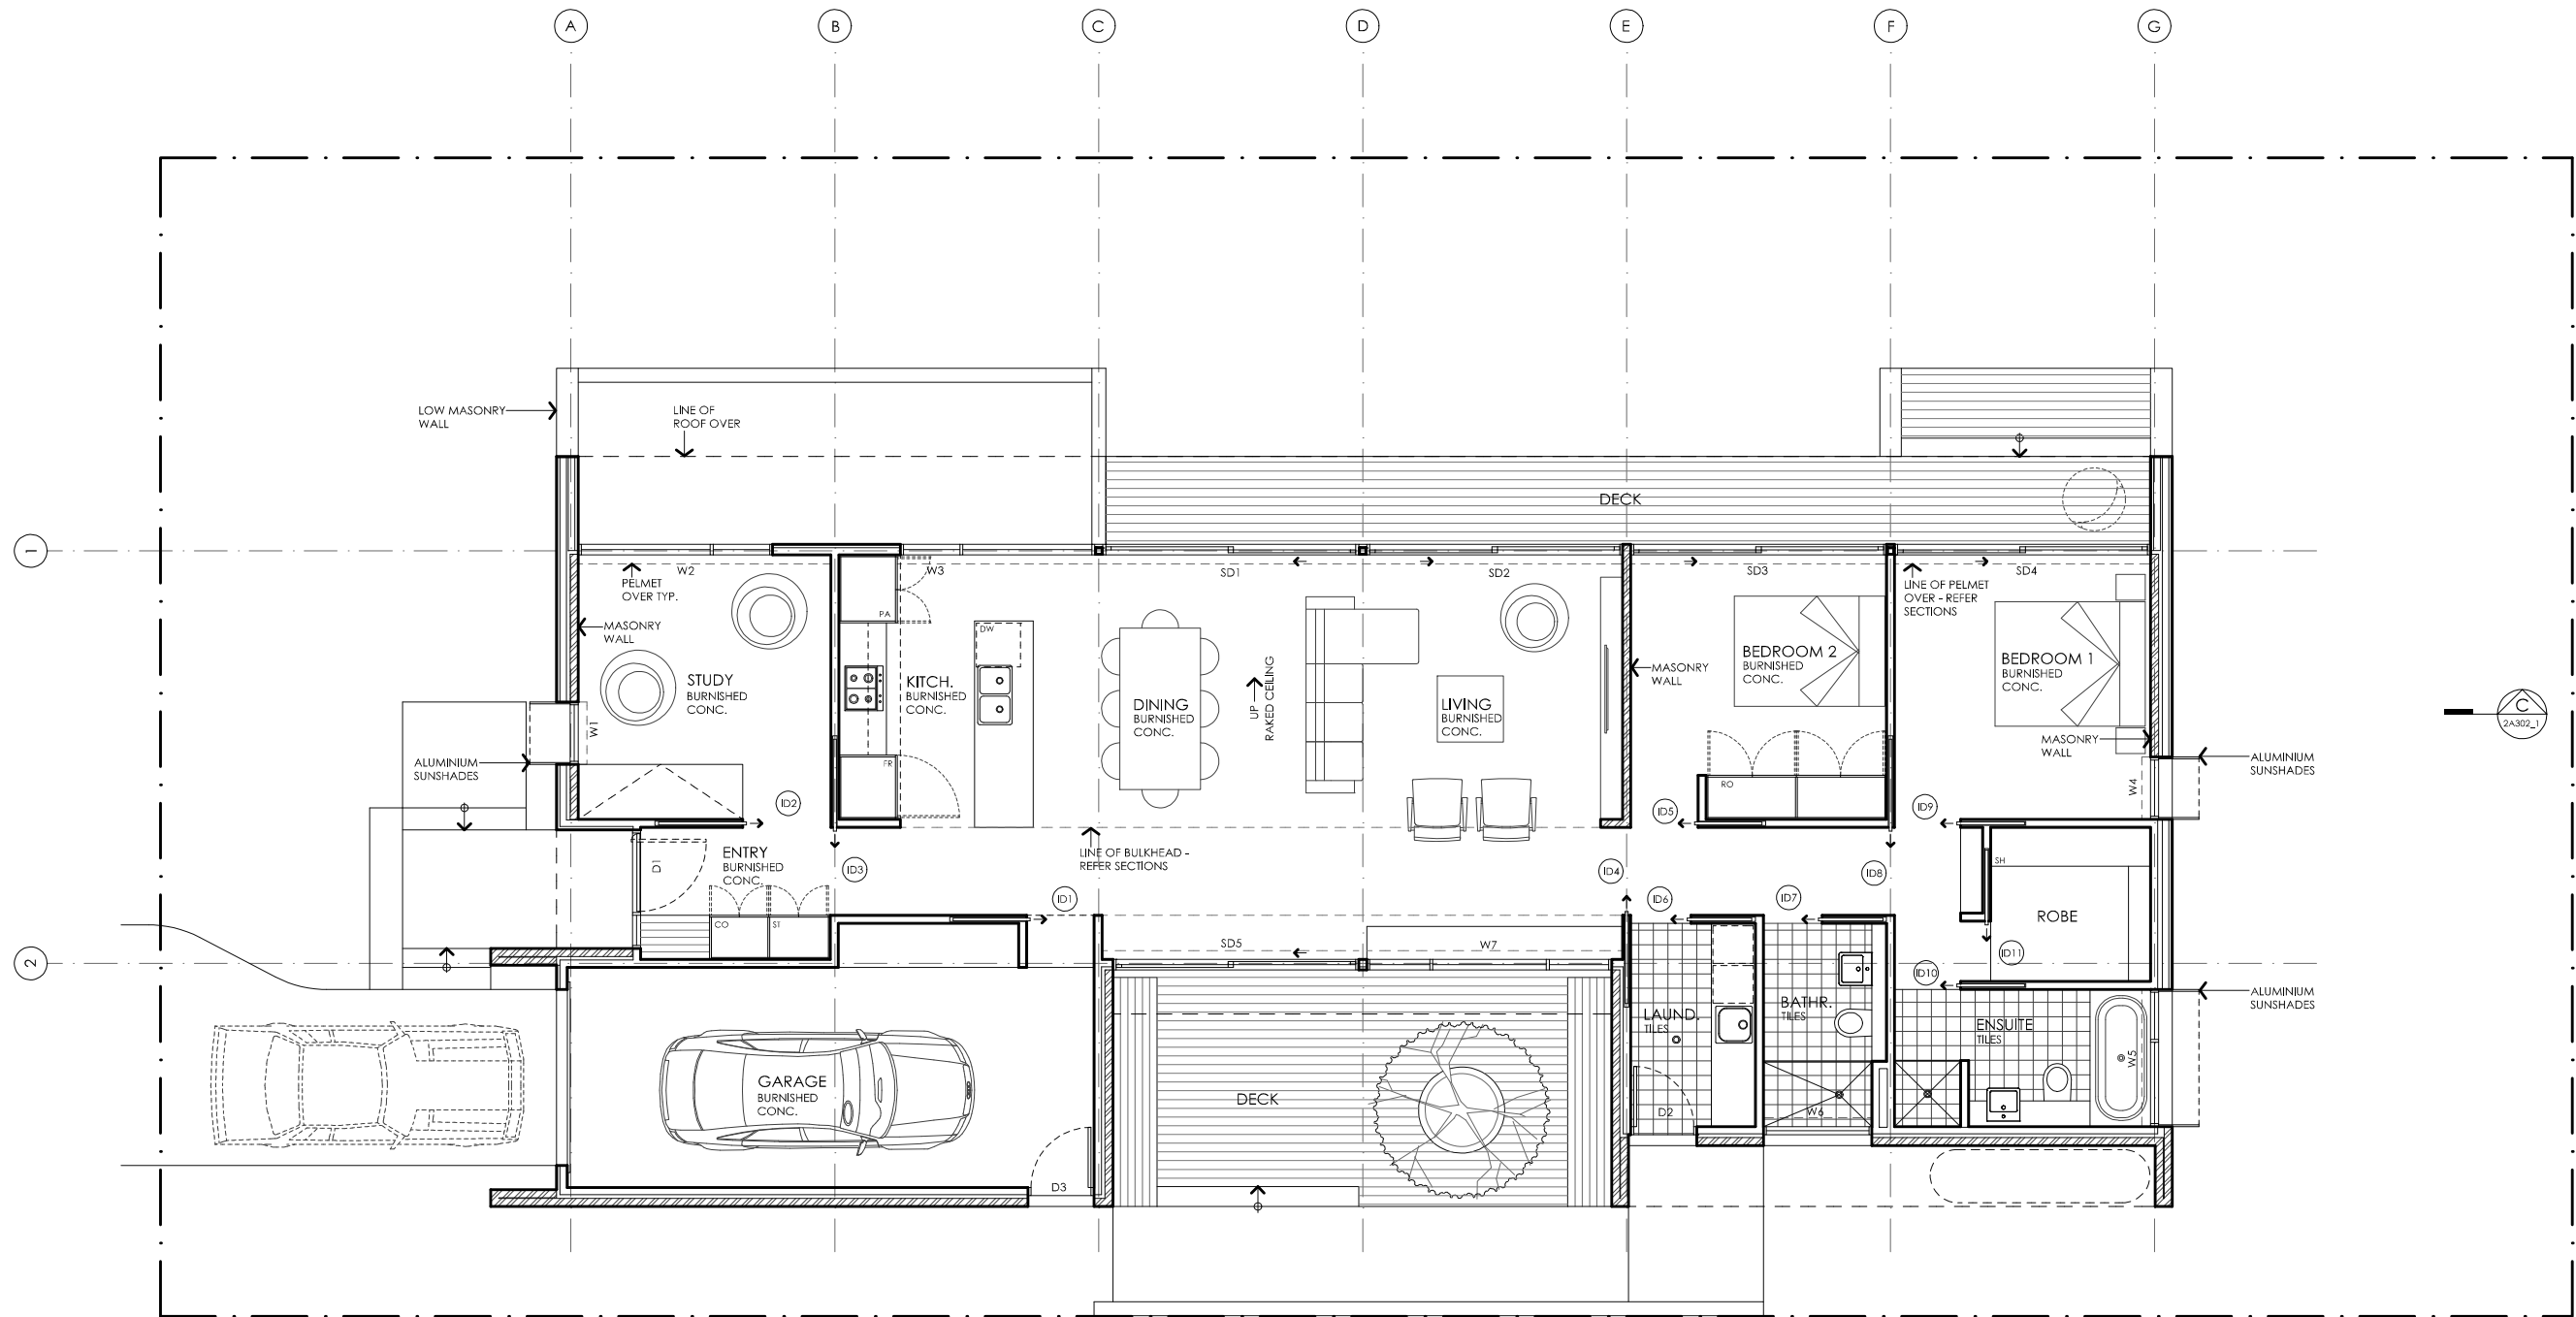 A
B
C
D
E
F
G
LOW MASONRY
WALL
LINE OF
ROOF OVER
DECK
1
W2
W3
SD1
SD2
SD3
SD4
PELMET
OVER TYP.
LINE OF PELMET
OVER - REFER
SECTIONS
MASONRY
WALL
PA
DW
STUDY
BURNISHED
CONC.
KITCH.
BURNISHED
CONC.
DINING
BURNISHED
CONC.
UP
RAKED CEILING
LIVING
BURNISHED
CONC.
MASONRY
WALL
BEDROOM 2
BURNISHED
CONC.
BEDROOM 1
BURNISHED
CONC.
C
2A302_1
W1
MASONRY
WALL
ALUMINIUM
SUNSHADES
ALUMINIUM
SUNSHADES
FR
RO
W4
ID2
ID5
ID9
D1
ENTRY
BURNISHED
CONC.
LINE OF BULKHEAD -
REFER SECTIONS
ID3
ID4
ID8
SH
ID1
ID6
ID7
CO
ST
ROBE
SD5
W7
2
ID11
ID10
ALUMINIUM
SUNSHADES
LAUND.
TILES
BATHR.
TILES
ENSUITE
TILES
W5
GARAGE
BURNISHED
CONC.
DECK
D2
W6
D3